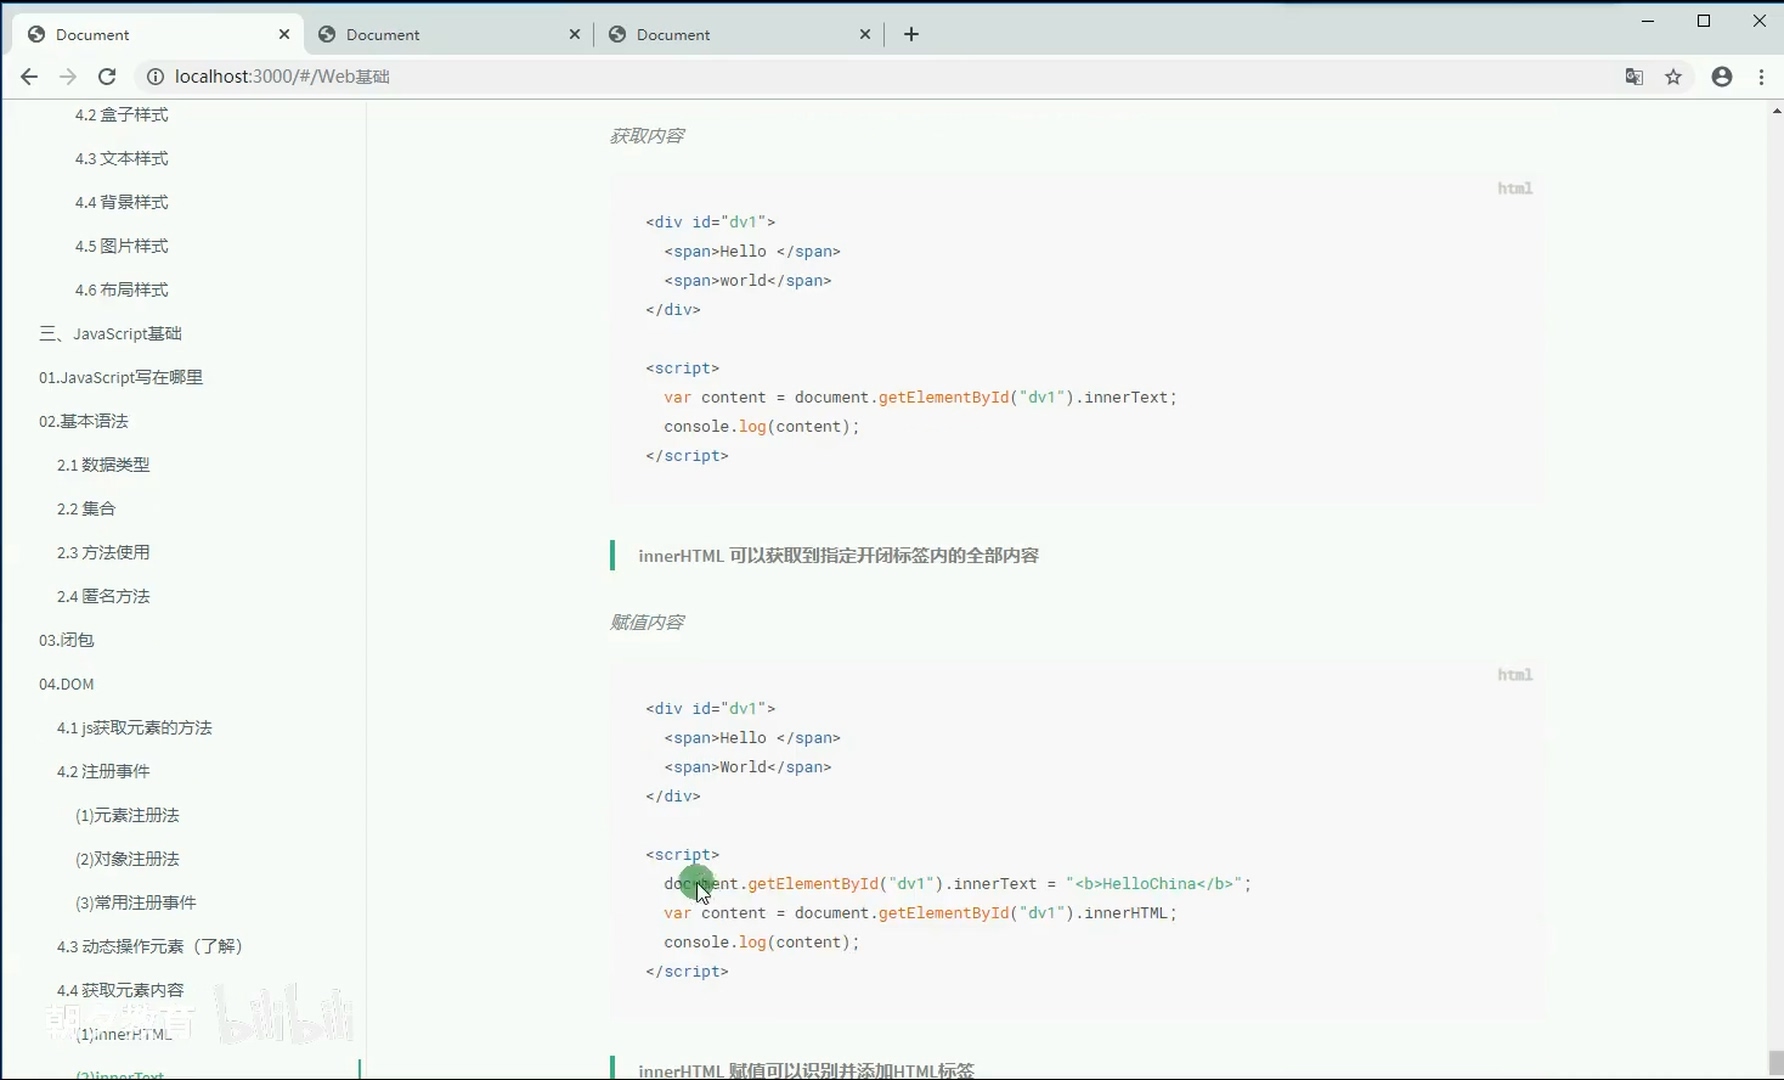 Document
Document
Document
localhost:3000/#/Web基础
4.2 盒子样式
4.3 文本样式
4.4 背景样式
4.5 图片样式
4.6 布局样式
三、JavaScript基础
01.JavaScript写在哪里
02.基本语法
2.1 数据类型
2.2 集合
2.3 方法使用
2.4 匿名方法
03.闭包
04.DOM
4.1 js获取元素的方法
4.2 注册事件
(1)元素注册法
(2)对象注册法
(3)常用注册事件
4.3 动态操作元素（了解）
4.4 获取元素内容
(1)innerHTML
(2)innerText
朝夕教育 bilibili
获取内容
html
<div id="dv1">
<span>Hello </span>
<span>world</span>
</div>
<script>
var content = document.getElementById("dv1").innerText;
console.log(content);
</script>
innerHTML 可以获取到指定开闭标签内的全部内容
赋值内容
html
<div id="dv1">
<span>Hello </span>
<span>World</span>
</div>
<script>
document.getElementById("dv1").innerText = "<b>HelloChina</b>";
var content = document.getElementById("dv1").innerHTML;
console.log(content);
</script>
innerHTML 赋值可以识别并添加HTML标签